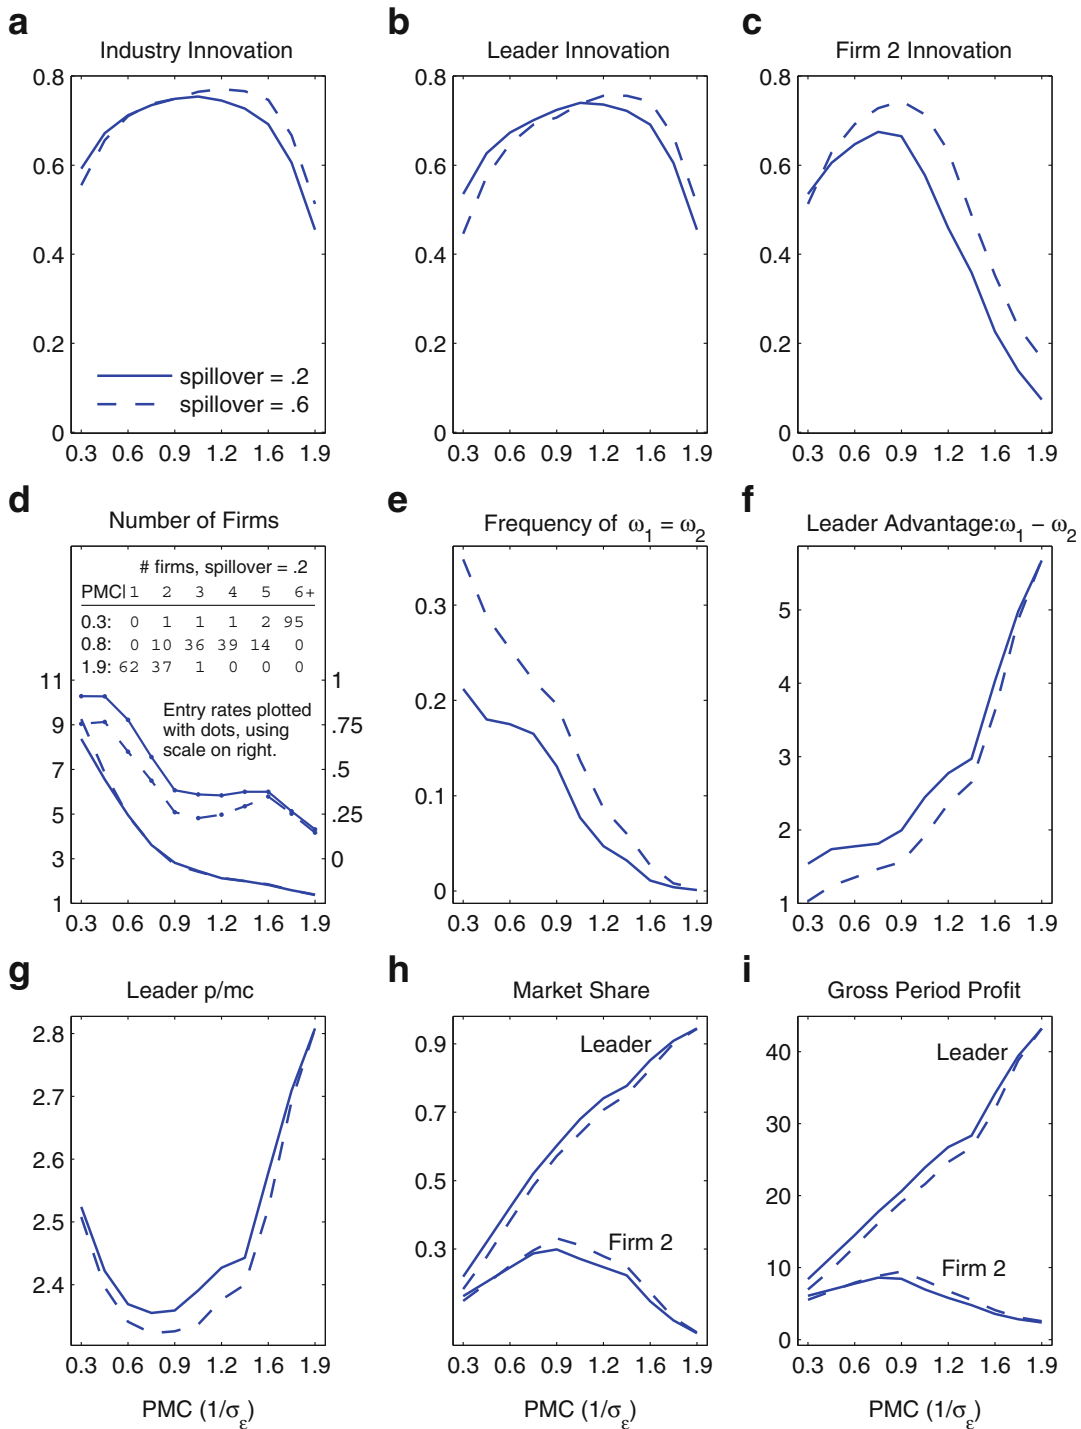 a
Industry Innovation
0.8
0.6
0.4
0.2
0
spillover = .2
spillover = .6
0.3 0.6 0.9 1.2 1.6 1.9
b
Leader Innovation
0.8
0.6
0.4
0.2
0
0.3 0.6 0.9 1.2 1.6 1.9
c
Firm 2 Innovation
0.8
0.6
0.4
0.2
0
0.3 0.6 0.9 1.2 1.6 1.9
d
Number of Firms
# firms, spillover = .2
PMC| 1 2 3 4 5 6+
0.3: 0 1 1 1 2 95
0.8: 0 10 36 39 14 0
1.9: 62 37 1 0 0 0
Entry rates plotted
with dots, using
scale on right.
11
9
7
5
3
1
1
.75
.5
.25
0
0.3 0.6 0.9 1.2 1.6 1.9
e
Frequency of ω1 = ω2
0.3
0.2
0.1
0
0.3 0.6 0.9 1.2 1.6 1.9
f
Leader Advantage:ω1 − ω2
5
4
3
2
1
0.3 0.6 0.9 1.2 1.6 1.9
g
Leader p/mc
2.8
2.7
2.6
2.5
2.4
0.3 0.6 0.9 1.2 1.6 1.9
PMC (1/σε)
h
Market Share
0.9
0.7
0.5
0.3
Leader
Firm 2
0.3 0.6 0.9 1.2 1.6 1.9
PMC (1/σε)
i
Gross Period Profit
40
30
20
10
0
Leader
Firm 2
0.3 0.6 0.9 1.2 1.6 1.9
PMC (1/σε)